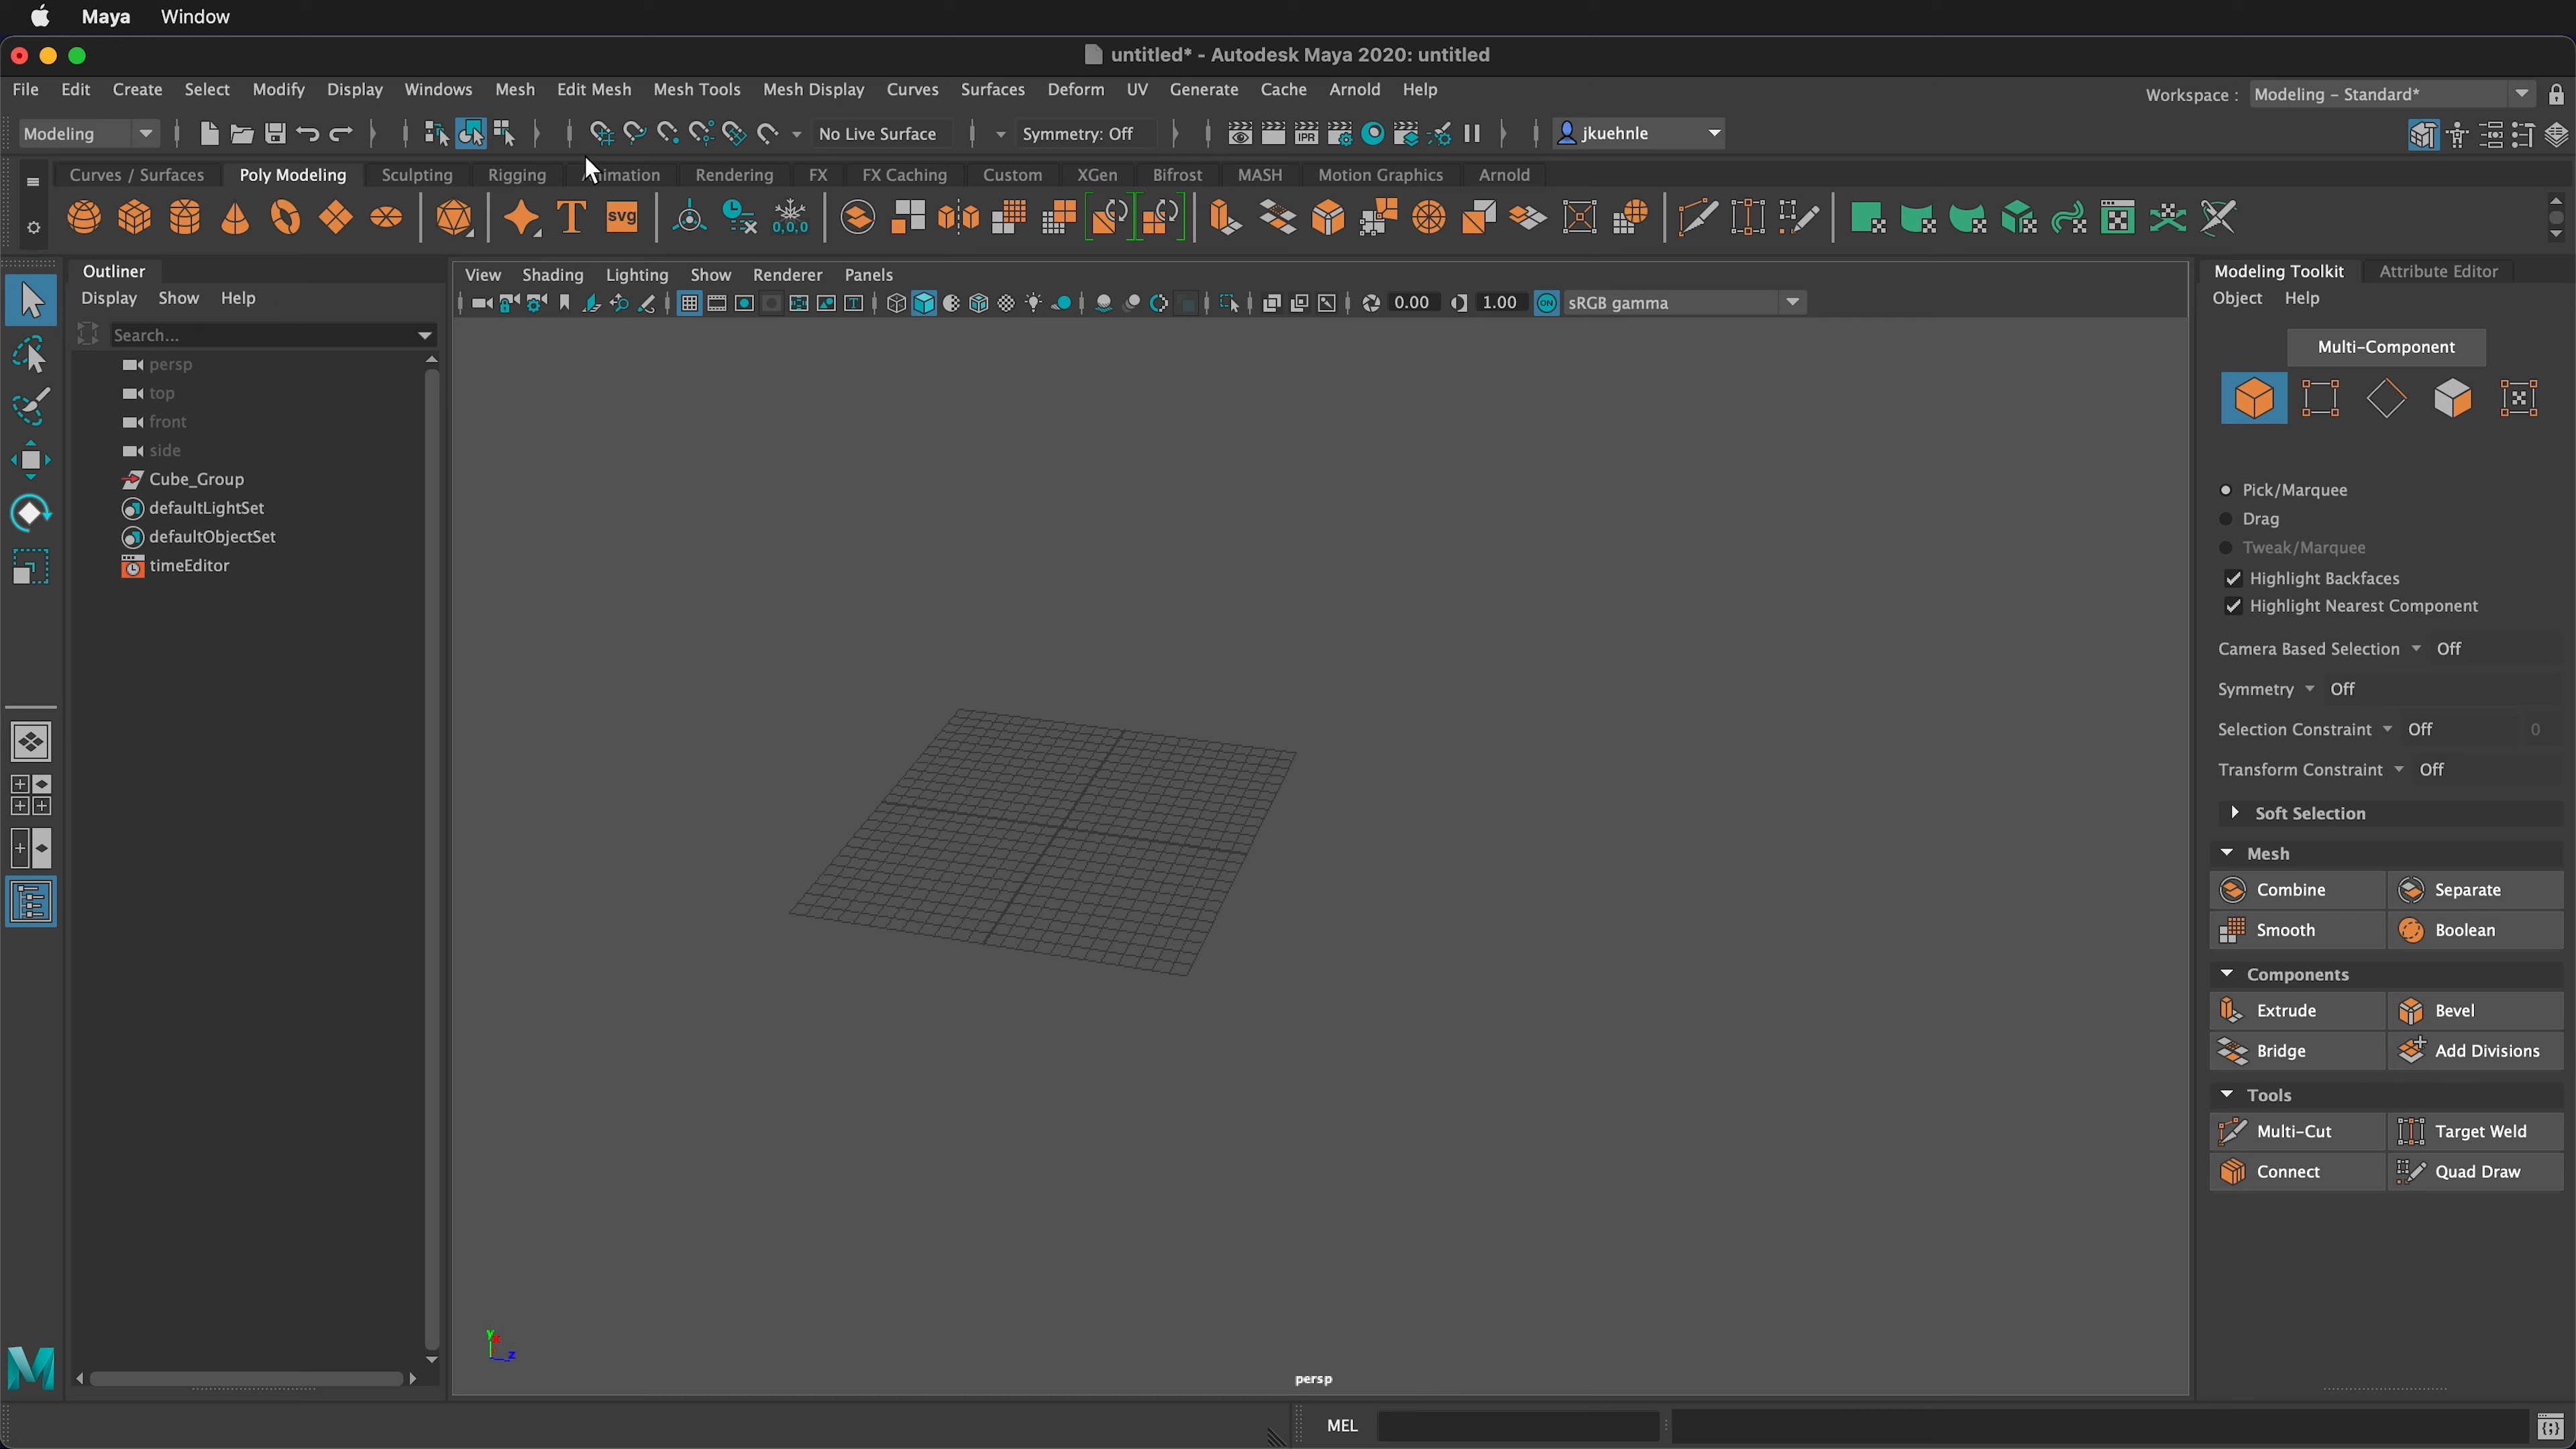 Maya Window
untitled* - Autodesk Maya 2020: untitled
File Edit Create Select Modify Display Windows Mesh Edit Mesh Mesh Tools Mesh Display Curves Surfaces Deform UV Generate Cache Arnold Help
Workspace : Modeling - Standard*
Modeling No Live Surface Symmetry: Off IPR jkuehnle
Curves / Surfaces Poly Modeling Sculpting Rigging Animation Rendering FX FX Caching Custom XGen Bifrost MASH Motion Graphics Arnold
T svg 0,0,0
Outliner
Display Show Help
Search...
persp
top
front
side
Cube_Group
defaultLightSet
defaultObjectSet
timeEditor
View Shading Lighting Show Renderer Panels
0.00 1.00 ON sRGB gamma
y
x
z
persp
Modeling Toolkit Attribute Editor
Object Help
Multi-Component
Pick/Marquee
Drag
Tweak/Marquee
Highlight Backfaces
Highlight Nearest Component
Camera Based Selection Off
Symmetry Off
Selection Constraint Off 0
Transform Constraint Off
Soft Selection
Mesh
Combine Separate
Smooth Boolean
Components
Extrude Bevel
Bridge Add Divisions
Tools
Multi-Cut Target Weld
Connect Quad Draw
M
MEL